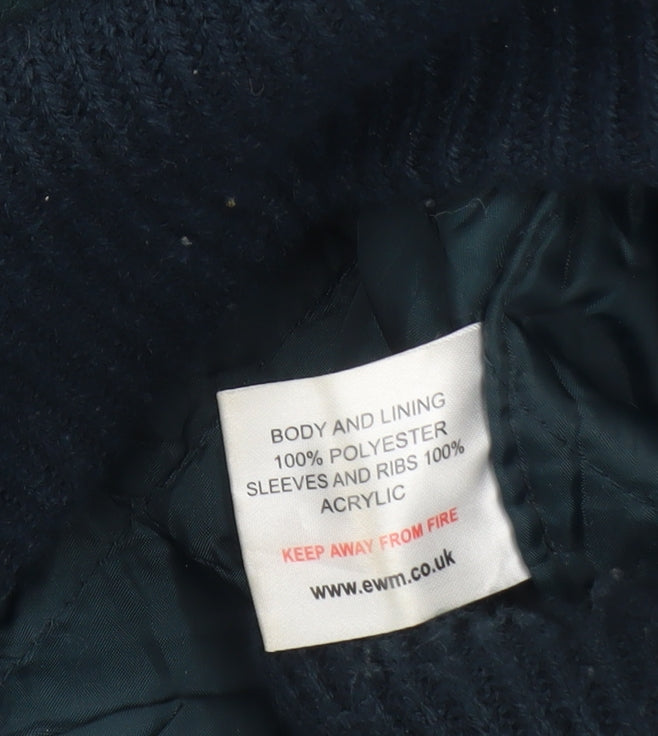 BODY AND LINING
100% POLYESTER
SLEEVES AND RIBS 100%
ACRYLIC
KEEP AWAY FROM FIRE
www.ewm.co.uk